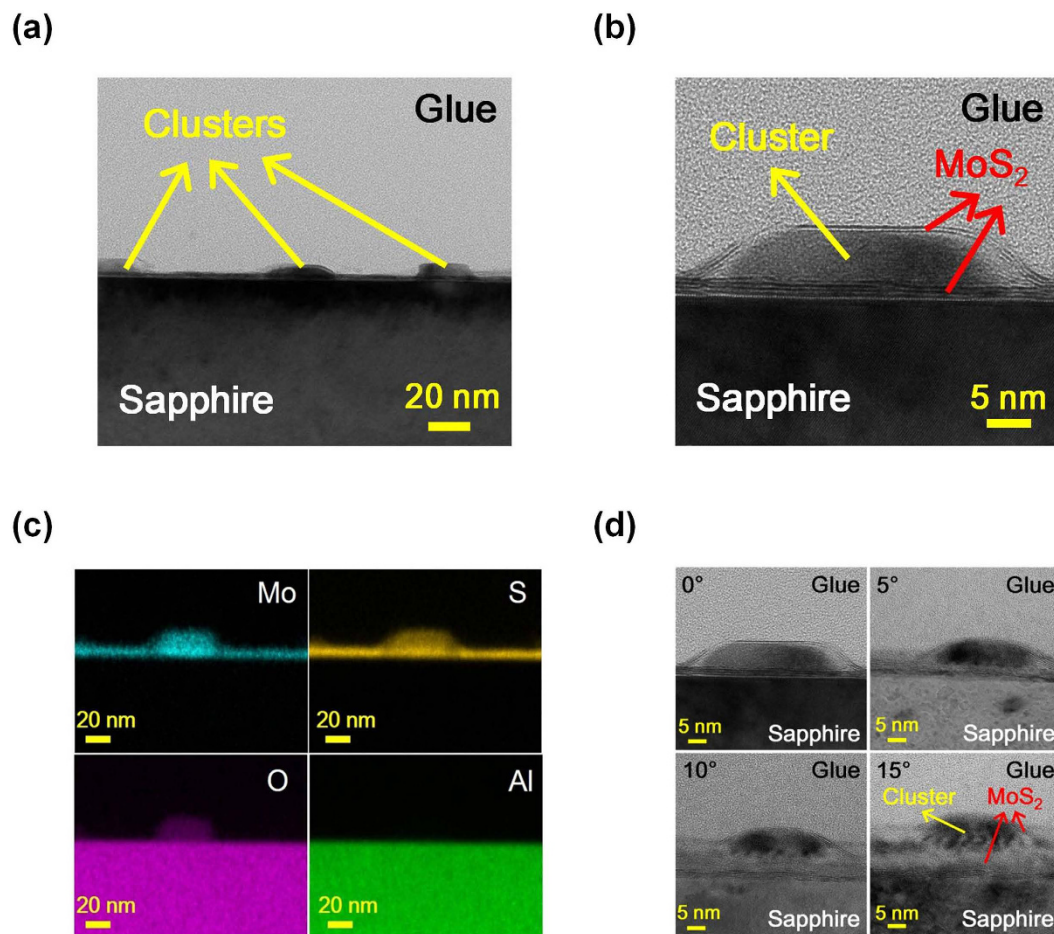 (a)
Glue
Clusters
Sapphire
20 nm
(b)
Glue
Cluster
MoS₂
Sapphire
5 nm
(c)
Mo
20 nm
S
20 nm
O
20 nm
Al
20 nm
(d)
0° Glue
5 nm Sapphire
5° Glue
5 nm Sapphire
10° Glue
5 nm Sapphire
15° Glue
Cluster MoS₂
5 nm Sapphire